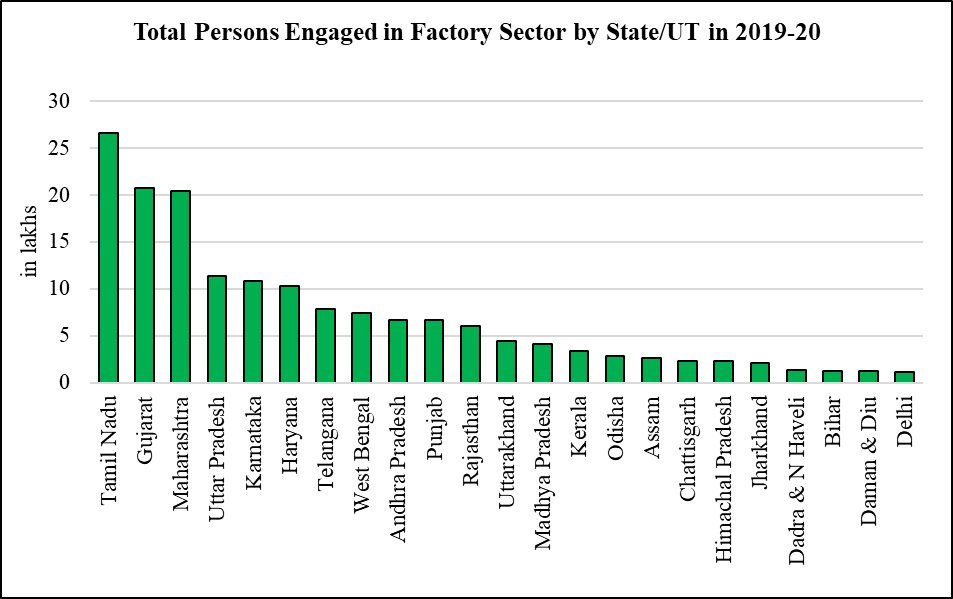 Total Persons Engaged in Factory Sector by State/UT in 2019-20
in lakhs
30
25
20
15
10
5
0
Tamil Nadu
Gujarat
Maharashtra
Uttar Pradesh
Karnataka
Haryana
Telangana
West Bengal
Andhra Pradesh
Punjab
Rajasthan
Uttarakhand
Madhya Pradesh
Kerala
Odisha
Assam
Chattisgarh
Himachal Pradesh
Jharkhand
Dadra & N Haveli
Bihar
Daman & Diu
Delhi